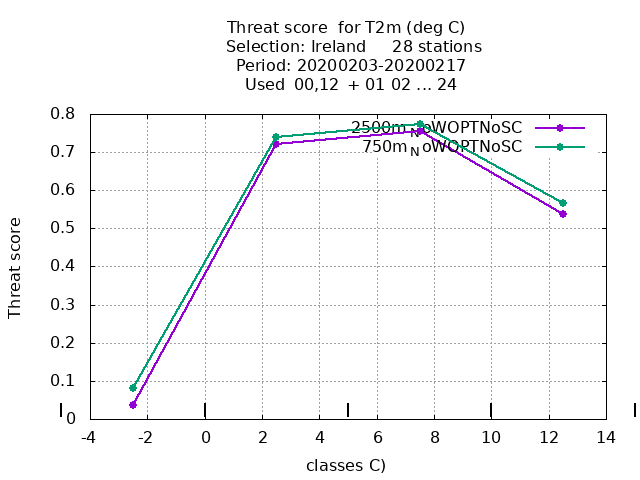 Threat score for T2m (deg C)
Selection: Ireland 28 stations
Period: 20200203-20200217
Used 00,12 + 01 02 ... 24
2500m_NoWOPTNoSC
750m_NoWOPTNoSC
Threat score
0.8
0.7
0.6
0.5
0.4
0.3
0.2
0.1
0
-4 -2 0 2 4 6 8 10 12 14
classes C)